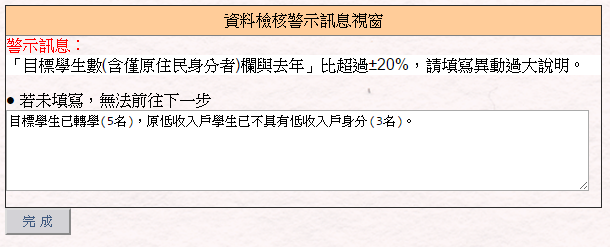 資料檢核警示訊息視窗
警示訊息：
「目標學生數(含僅原住民身分者)欄與去年」比超過±20%，請填寫異動過大說明。
● 若未填寫，無法前往下一步
目標學生已轉學(5名)，原低收入戶學生已不具有低收入戶身分(3名)。
完 成